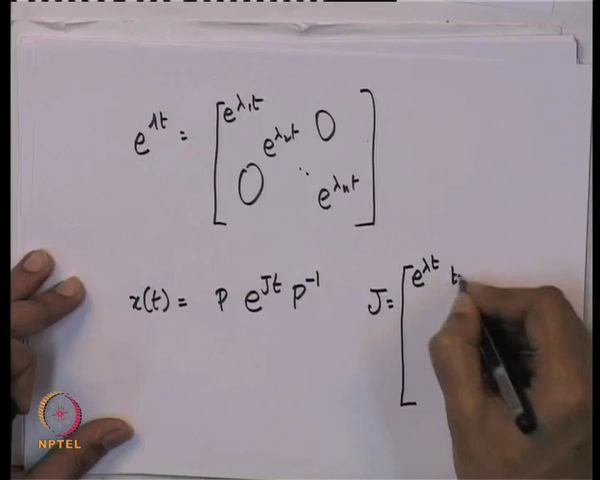 e^{Λt} = [ e^{λ₁t} e^{λ₂t} 0 0 ⋱ e^{λₙt} ]
x(t) = P e^{Jt} P⁻¹ J = [ e^{λt} t
NPTEL